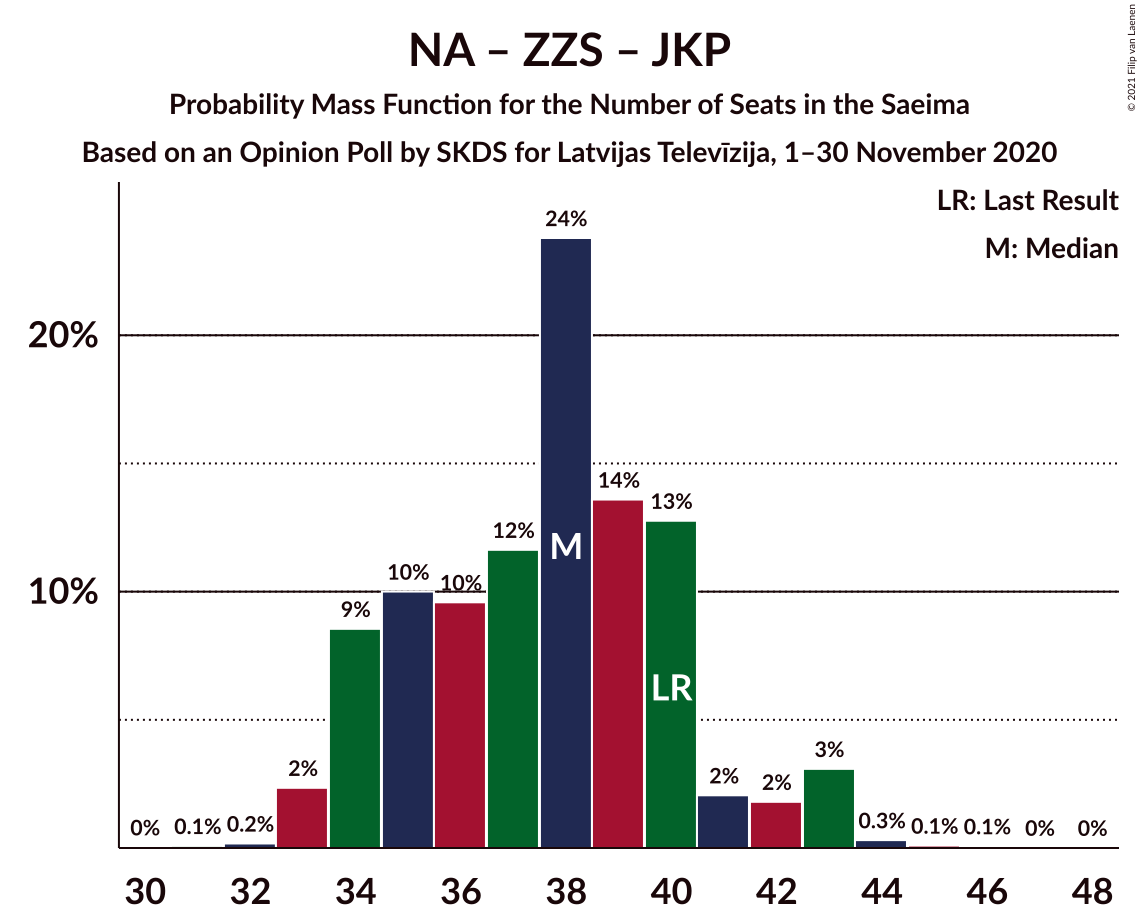 NA – ZZS – JKP
Probability Mass Function for the Number of Seats in the Saeima
Based on an Opinion Poll by SKDS for Latvijas Televīzija, 1–30 November 2020
© 2021 Filip van Laenen
LR: Last Result
M: Median
20%
10%
0%
0.1%
0.2%
2%
9%
10%
10%
12%
24%
14%
13%
2%
2%
3%
0.3%
0.1%
0.1%
0%
0%
M
LR
30 32 34 36 38 40 42 44 46 48